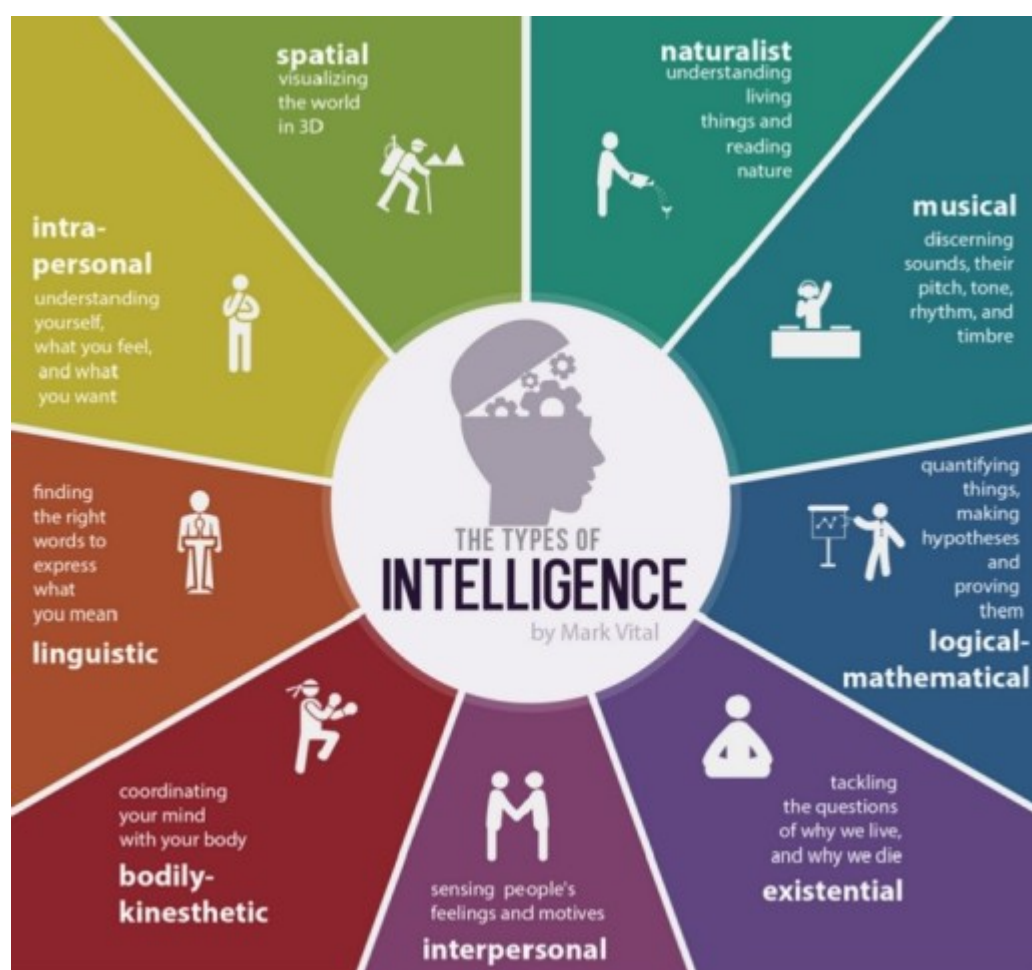 spatial
visualizing
the world
in 3D
naturalist
understanding
living
things and
reading
nature
musical
discerning
sounds, their
pitch, tone,
rhythm, and
timbre
quantifying
things,
making
hypotheses
and
proving
them
logical-
mathematical
tackling
the questions
of why we live,
and why we die
existential
sensing people's
feelings and motives
interpersonal
coordinating
your mind
with your body
bodily-
kinesthetic
finding
the right
words to
express
what
you mean
linguistic
intra-
personal
understanding
yourself,
what you feel,
and what
you want
THE TYPES OF
INTELLIGENCE
by Mark Vital